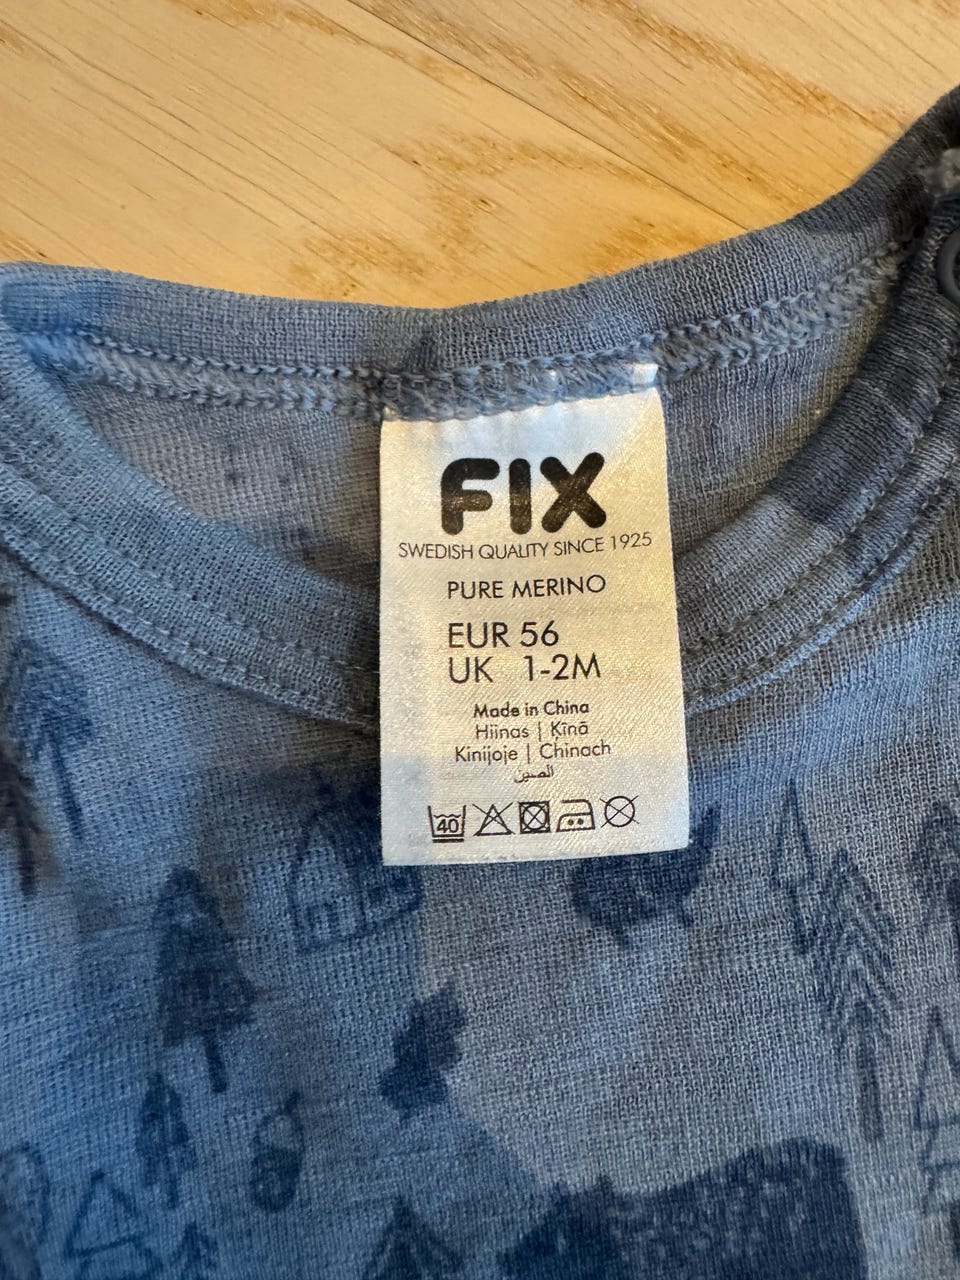 FIX
SWEDISH QUALITY SINCE 1925
PURE MERINO
EUR 56
UK 1-2M
Made in China
Hiinas | Ķīnā
Kinijoje | Chinach
الصين
40